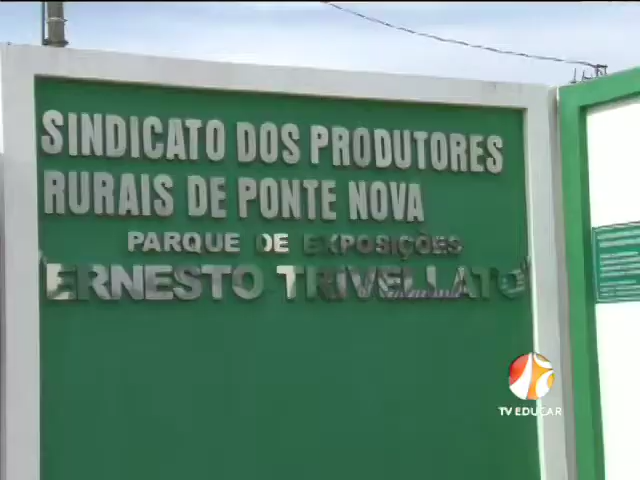 SINDICATO DOS PRODUTORES
RURAIS DE PONTE NOVA
PARQUE DE EXPOSIÇÕES
"ERNESTO TRIVELLATO"
TV EDUCAR